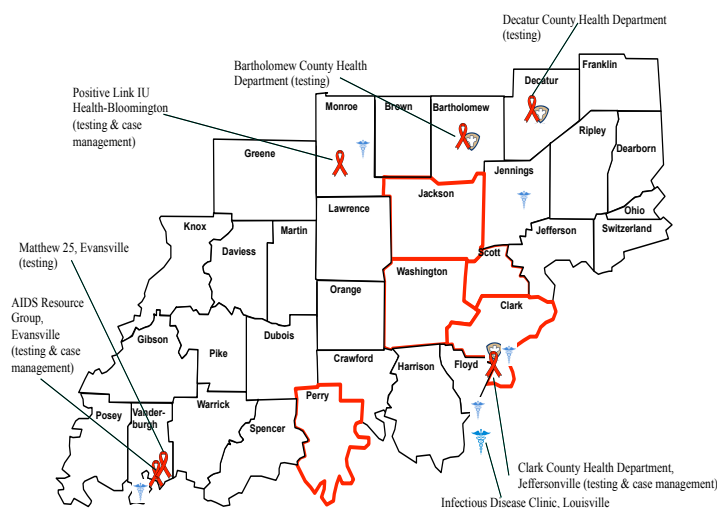 Decatur County Health Department
(testing)
Bartholomew County Health
Department (testing)
Franklin
Decatur
Positive Link IU
Health-Bloomington
(testing & case
management)
Monroe
Brown
Bartholomew
Ripley
Dearborn
Greene
Jennings
Jackson
Lawrence
Ohio
Knox
Martin
Jefferson
Switzerland
Matthew 25, Evansville
(testing)
Daviess
Scott
Washington
AIDS Resource
Group,
Evansville
(testing & case
management)
Orange
Clark
Gibson
Dubois
Pike
Crawford
Harrison
Floyd
Perry
Posey
Vander-
burgh
Warrick
Spencer
Clark County Health Department,
Jeffersonville (testing & case management)
Infectious Disease Clinic, Louisville